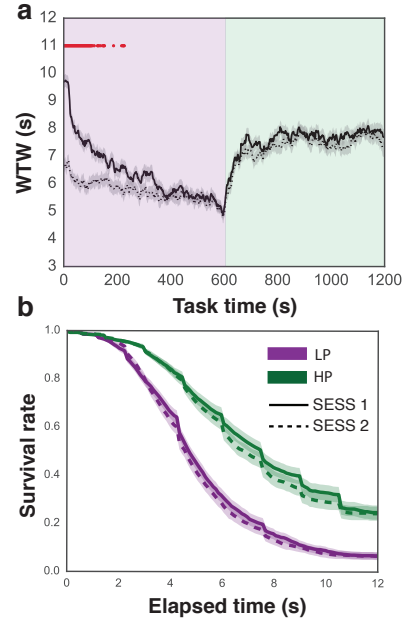 a
12
11
10
9
8
7
6
5
4
3
WTW (s)
0 200 400 600 800 1000 1200
Task time (s)
b
1.0
0.8
0.6
0.4
0.2
0.0
Survival rate
LP
HP
SESS 1
SESS 2
0 2 4 6 8 10 12
Elapsed time (s)